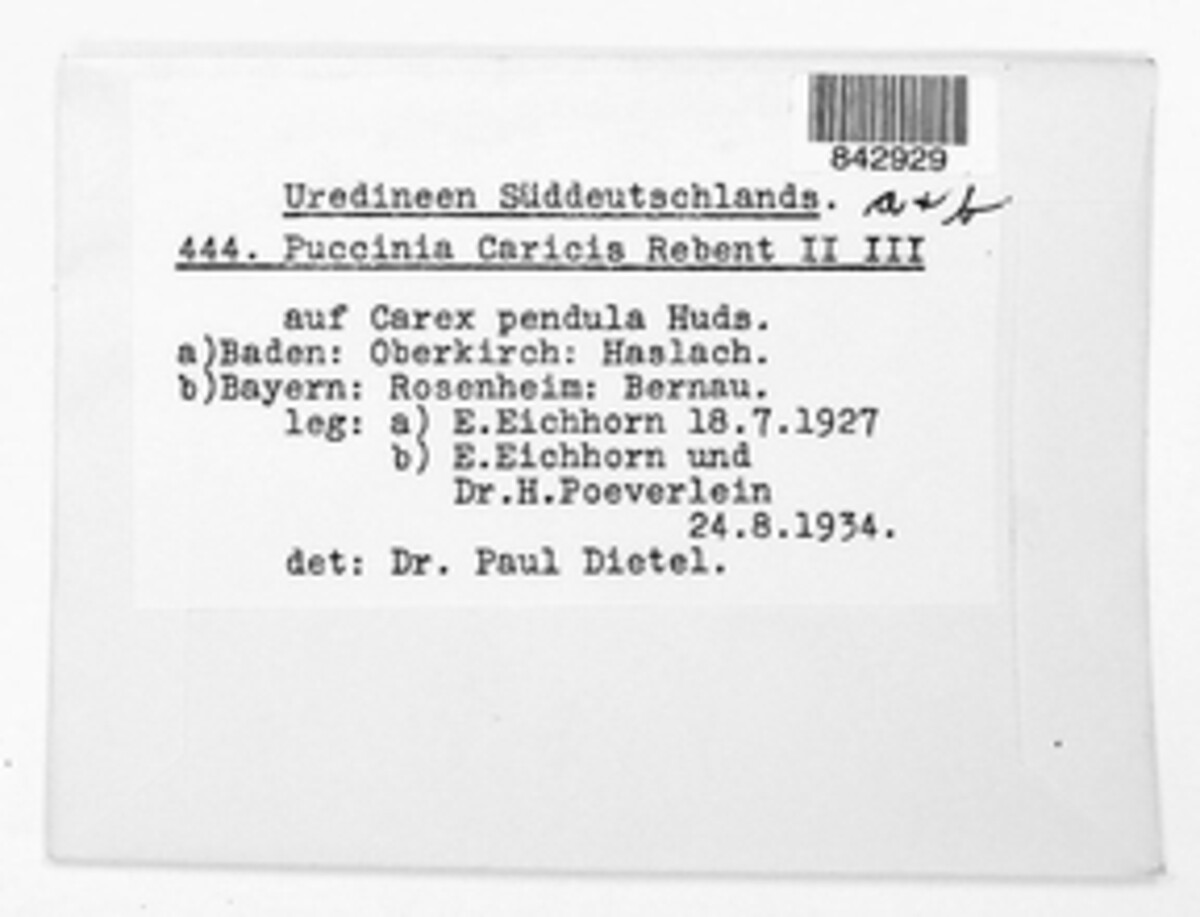 842929
Uredineen Süddeutschlands. a + b
444. Puccinia Caricis Rebent II III
auf Carex pendula Huds.
a)Baden: Oberkirch: Haslach.
b)Bayern: Rosenheim: Bernau.
leg: a) E.Eichhorn 18.7.1927
b) E.Eichhorn und
Dr.H.Poeverlein
24.8.1934.
det: Dr. Paul Dietel.